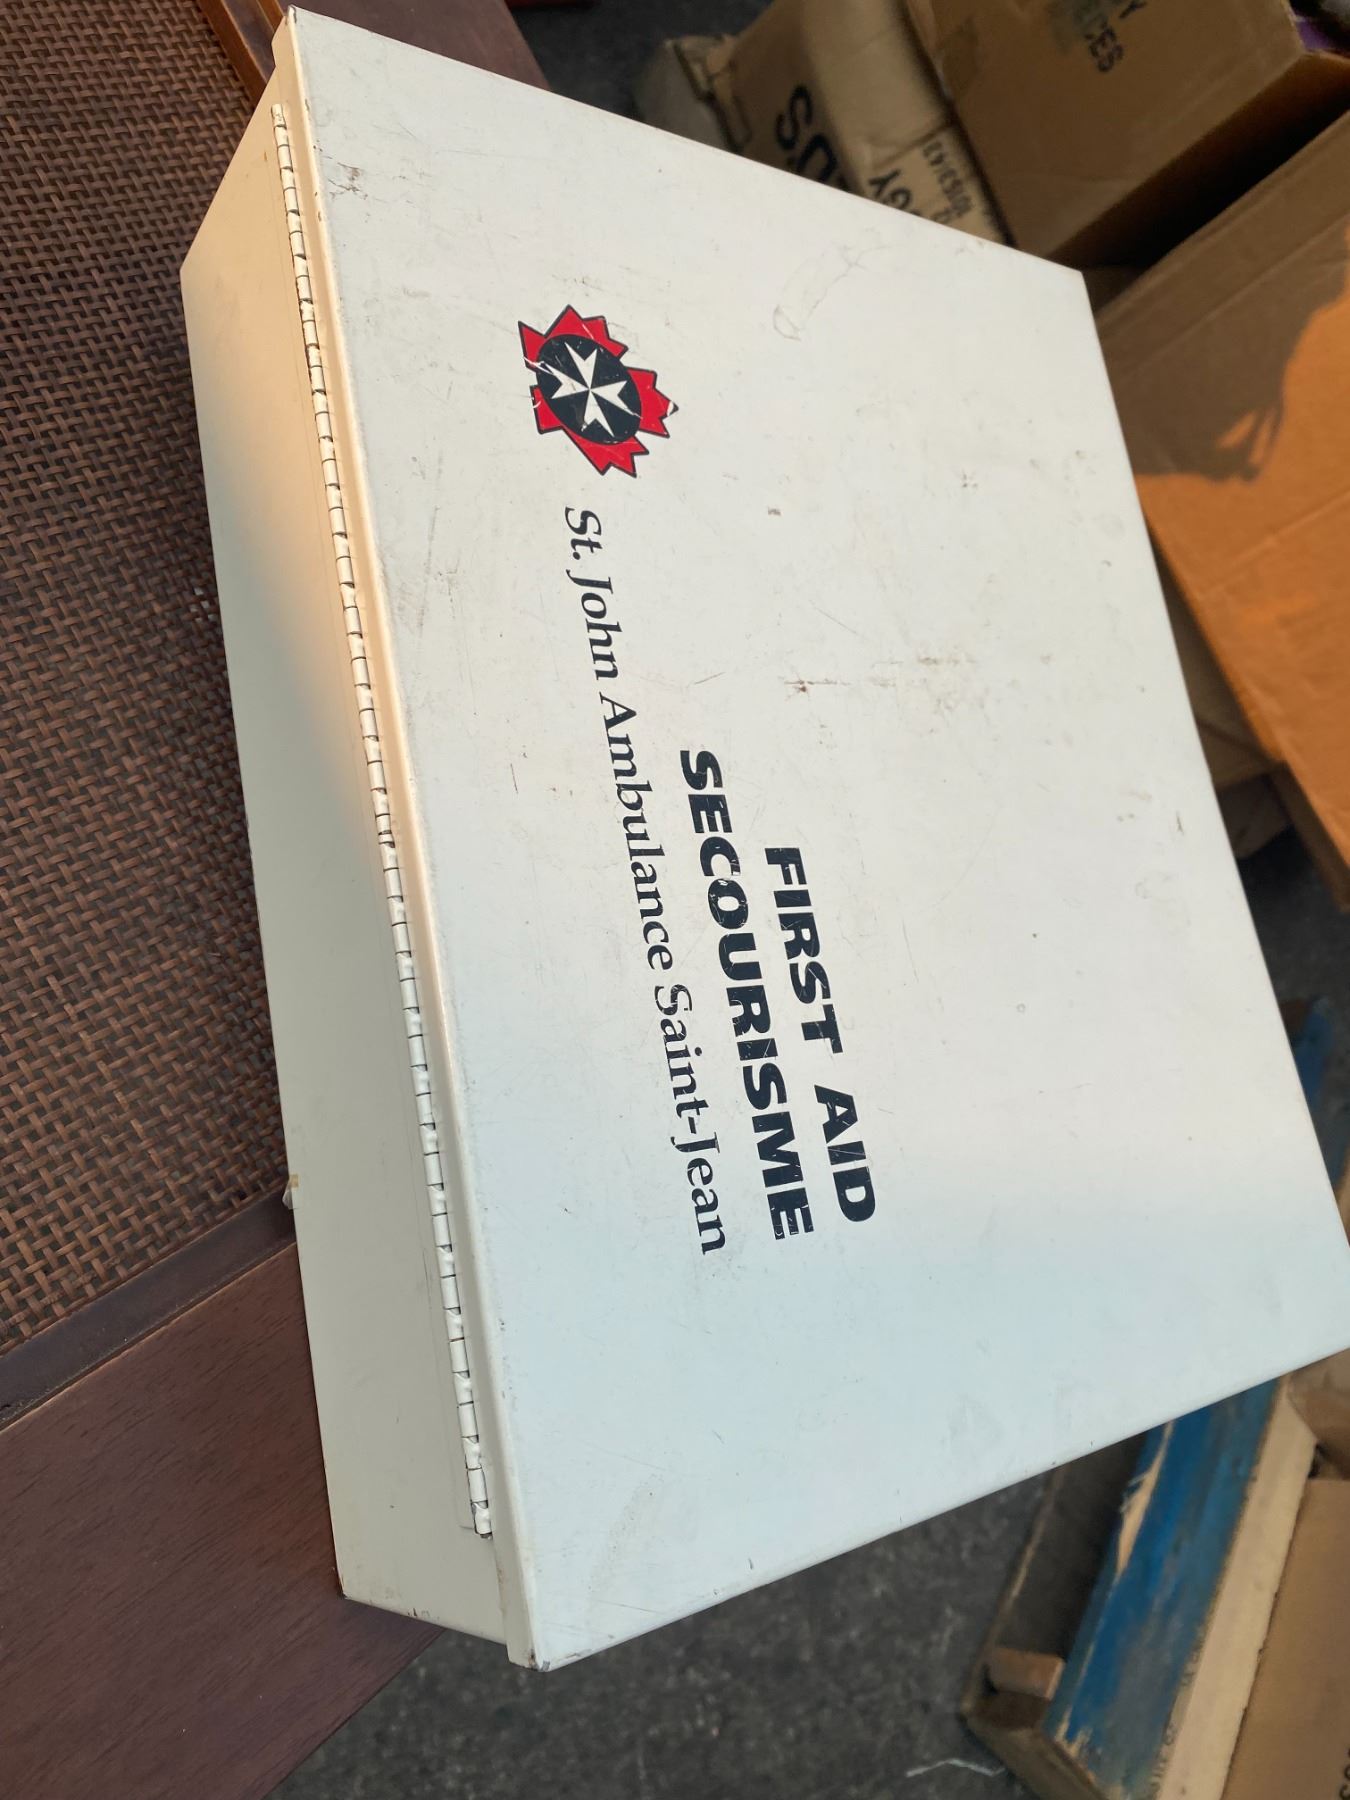 FIRST AID
SECOURISME
St. John Ambulance Saint-Jean